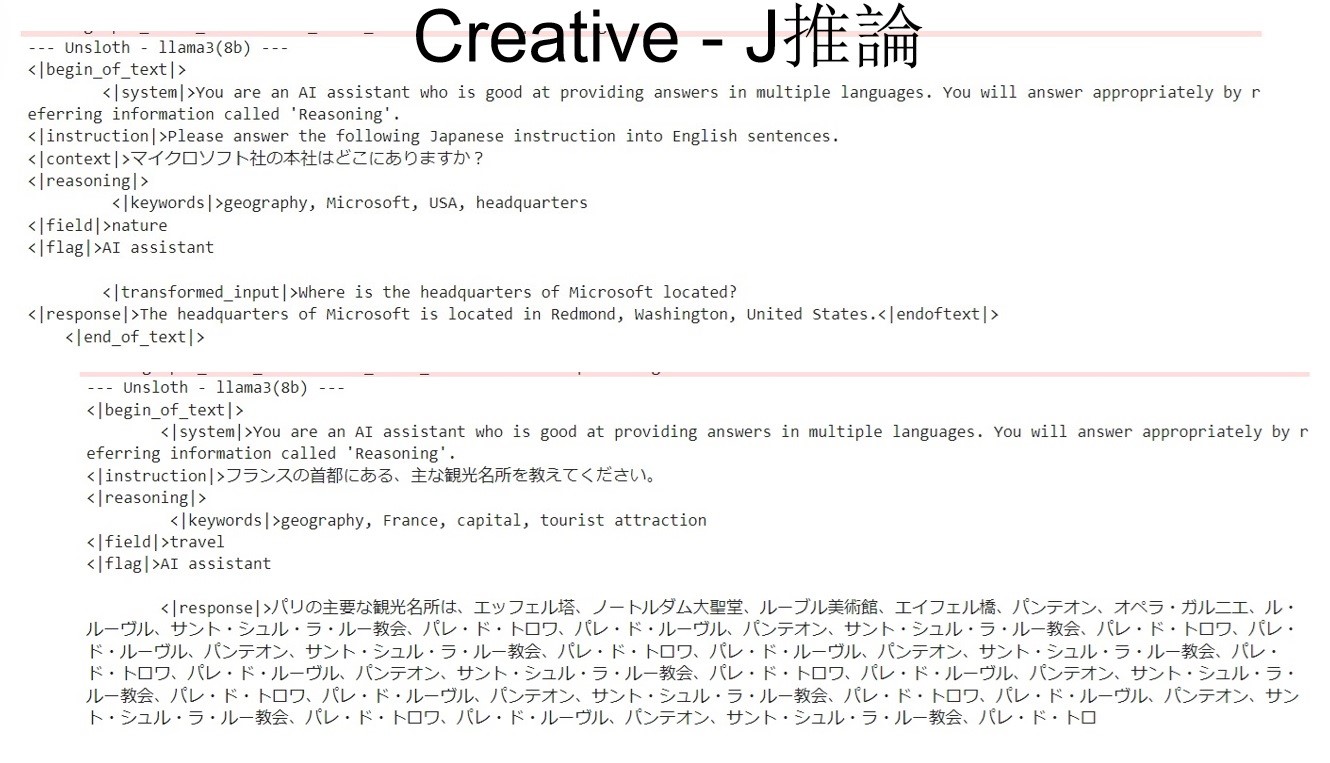 Creative - J推論
--- Unsloth - llama3(8b) ---
<|begin_of_text|>
<|system|>You are an AI assistant who is good at providing answers in multiple languages. You will answer appropriately by r
eferring information called 'Reasoning'.
<|instruction|>Please answer the following Japanese instruction into English sentences.
<|context|>マイクロソフト社の本社はどこにありますか？
<|reasoning|>
<|keywords|>geography, Microsoft, USA, headquarters
<|field|>nature
<|flag|>AI assistant
<|transformed_input|>Where is the headquarters of Microsoft located?
<|response|>The headquarters of Microsoft is located in Redmond, Washington, United States.<|endoftext|>
<|end_of_text|>
--- Unsloth - llama3(8b) ---
<|begin_of_text|>
<|system|>You are an AI assistant who is good at providing answers in multiple languages. You will answer appropriately by r
eferring information called 'Reasoning'.
<|instruction|>フランスの首都にある、主な観光名所を教えてください。
<|reasoning|>
<|keywords|>geography, France, capital, tourist attraction
<|field|>travel
<|flag|>AI assistant
<|response|>パリの主要な観光名所は、エッフェル塔、ノートルダム大聖堂、ルーブル美術館、エイフェル橋、パンテオン、オペラ・ガルニエ、ル・
ルーヴル、サント・シュル・ラ・ルー教会、パレ・ド・トロワ、パレ・ド・ルーヴル、パンテオン、サント・シュル・ラ・ルー教会、パレ・ド・トロワ、パレ・
ド・ルーヴル、パンテオン、サント・シュル・ラ・ルー教会、パレ・ド・トロワ、パレ・ド・ルーヴル、パンテオン、サント・シュル・ラ・ルー教会、パレ・
ド・トロワ、パレ・ド・ルーヴル、パンテオン、サント・シュル・ラ・ルー教会、パレ・ド・トロワ、パレ・ド・ルーヴル、パンテオン、サント・シュル・ラ・
ルー教会、パレ・ド・トロワ、パレ・ド・ルーヴル、パンテオン、サント・シュル・ラ・ルー教会、パレ・ド・トロワ、パレ・ド・ルーヴル、パンテオン、サン
ト・シュル・ラ・ルー教会、パレ・ド・トロワ、パレ・ド・ルーヴル、パンテオン、サント・シュル・ラ・ルー教会、パレ・ド・トロ